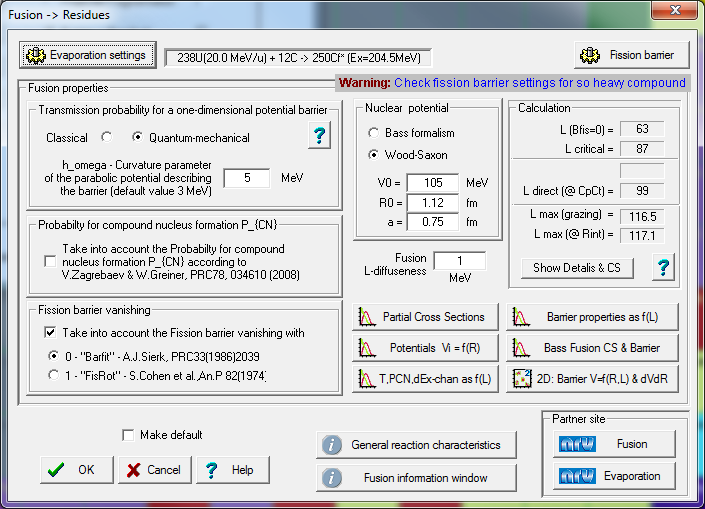 Fusion -> Residues
Evaporation settings
238U(20.0 MeV/u) + 12C -> 250Cf* (Ex=204.5MeV)
Fission barrier
Warning: Check fission barrier settings for so heavy compound
Fusion properties
Transmission probability for a one-dimensional potential barrier
Classical
Quantum-mechanical
?
h_omega - Curvature parameter
of the parabolic potential describing
the barrier (default value 3 MeV)
5 MeV
Probabilty for compound nucleus formation P_{CN}
Take into account the Probabilty for compound
nucleus formation P_{CN} according to
V.Zagrebaev & W.Greiner, PRC78, 034610 (2008)
Fission barrier vanishing
Take into account the Fission barrier vanishing with
0 - "Barfit" - A.J.Sierk, PRC33(1986)2039
1 - "FisRot" - S.Cohen et al.,An.P 82(1974)
Nuclear potential
Bass formalism
Wood-Saxon
V0 = 105 MeV
R0 = 1.12 fm
a = 0.75 fm
Fusion
L-diffuseness
1
MeV
Calculation
L (Bfis=0) = 63
L critical = 87
L direct (@ CpCt) = 99
L max (grazing) = 116.5
L max (@ Rint) = 117.1
Show Detalis & CS
?
Partial Cross Sections
Barrier properties as f(L)
Potentials Vi = f(R)
Bass Fusion CS & Barrier
T,PCN,dEx-chan as f(L)
2D: Barrier V=f(R,L) & dVdR
Make default
OK
Cancel
? Help
General reaction characteristics
Fusion information window
Partner site
nrv Fusion
nrv Evaporation